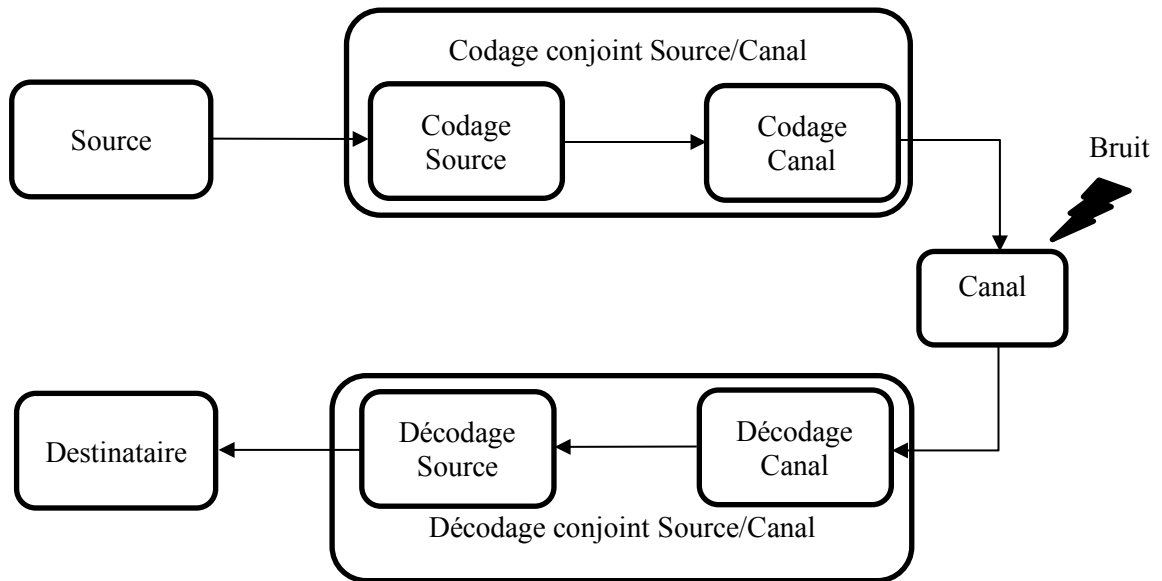 Codage conjoint Source/Canal
Source
Codage
Source
Codage
Canal
Bruit
Canal
Destinataire
Décodage
Source
Décodage
Canal
Décodage conjoint Source/Canal